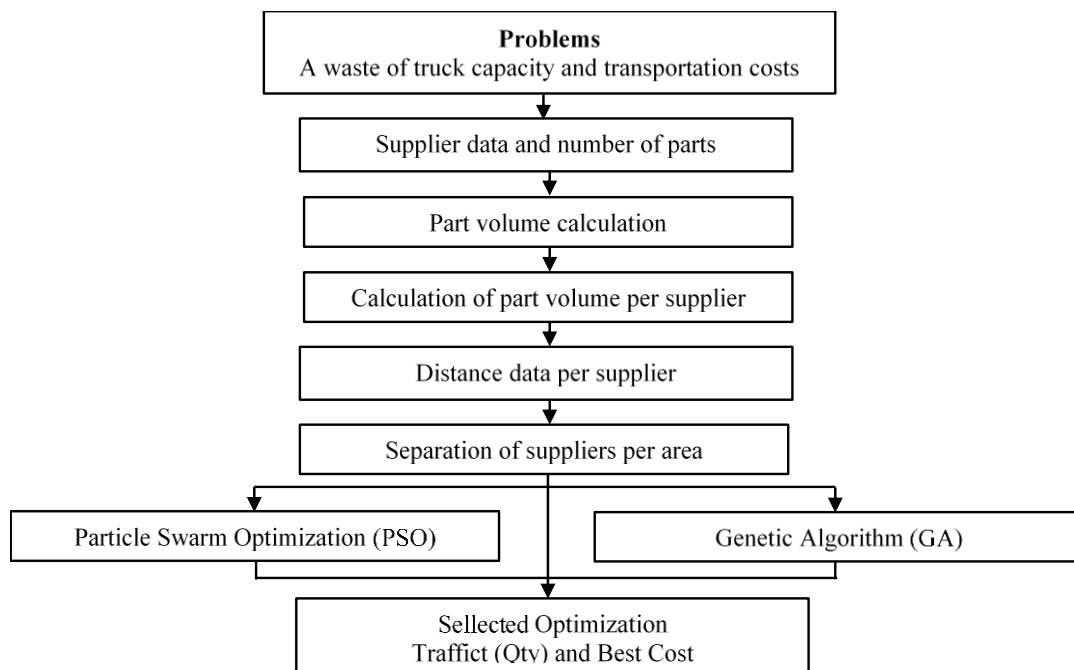 Problems
A waste of truck capacity and transportation costs
Supplier data and number of parts
Part volume calculation
Calculation of part volume per supplier
Distance data per supplier
Separation of suppliers per area
Particle Swarm Optimization (PSO)
Genetic Algorithm (GA)
Sellected Optimization
Traffict (Qty) and Best Cost